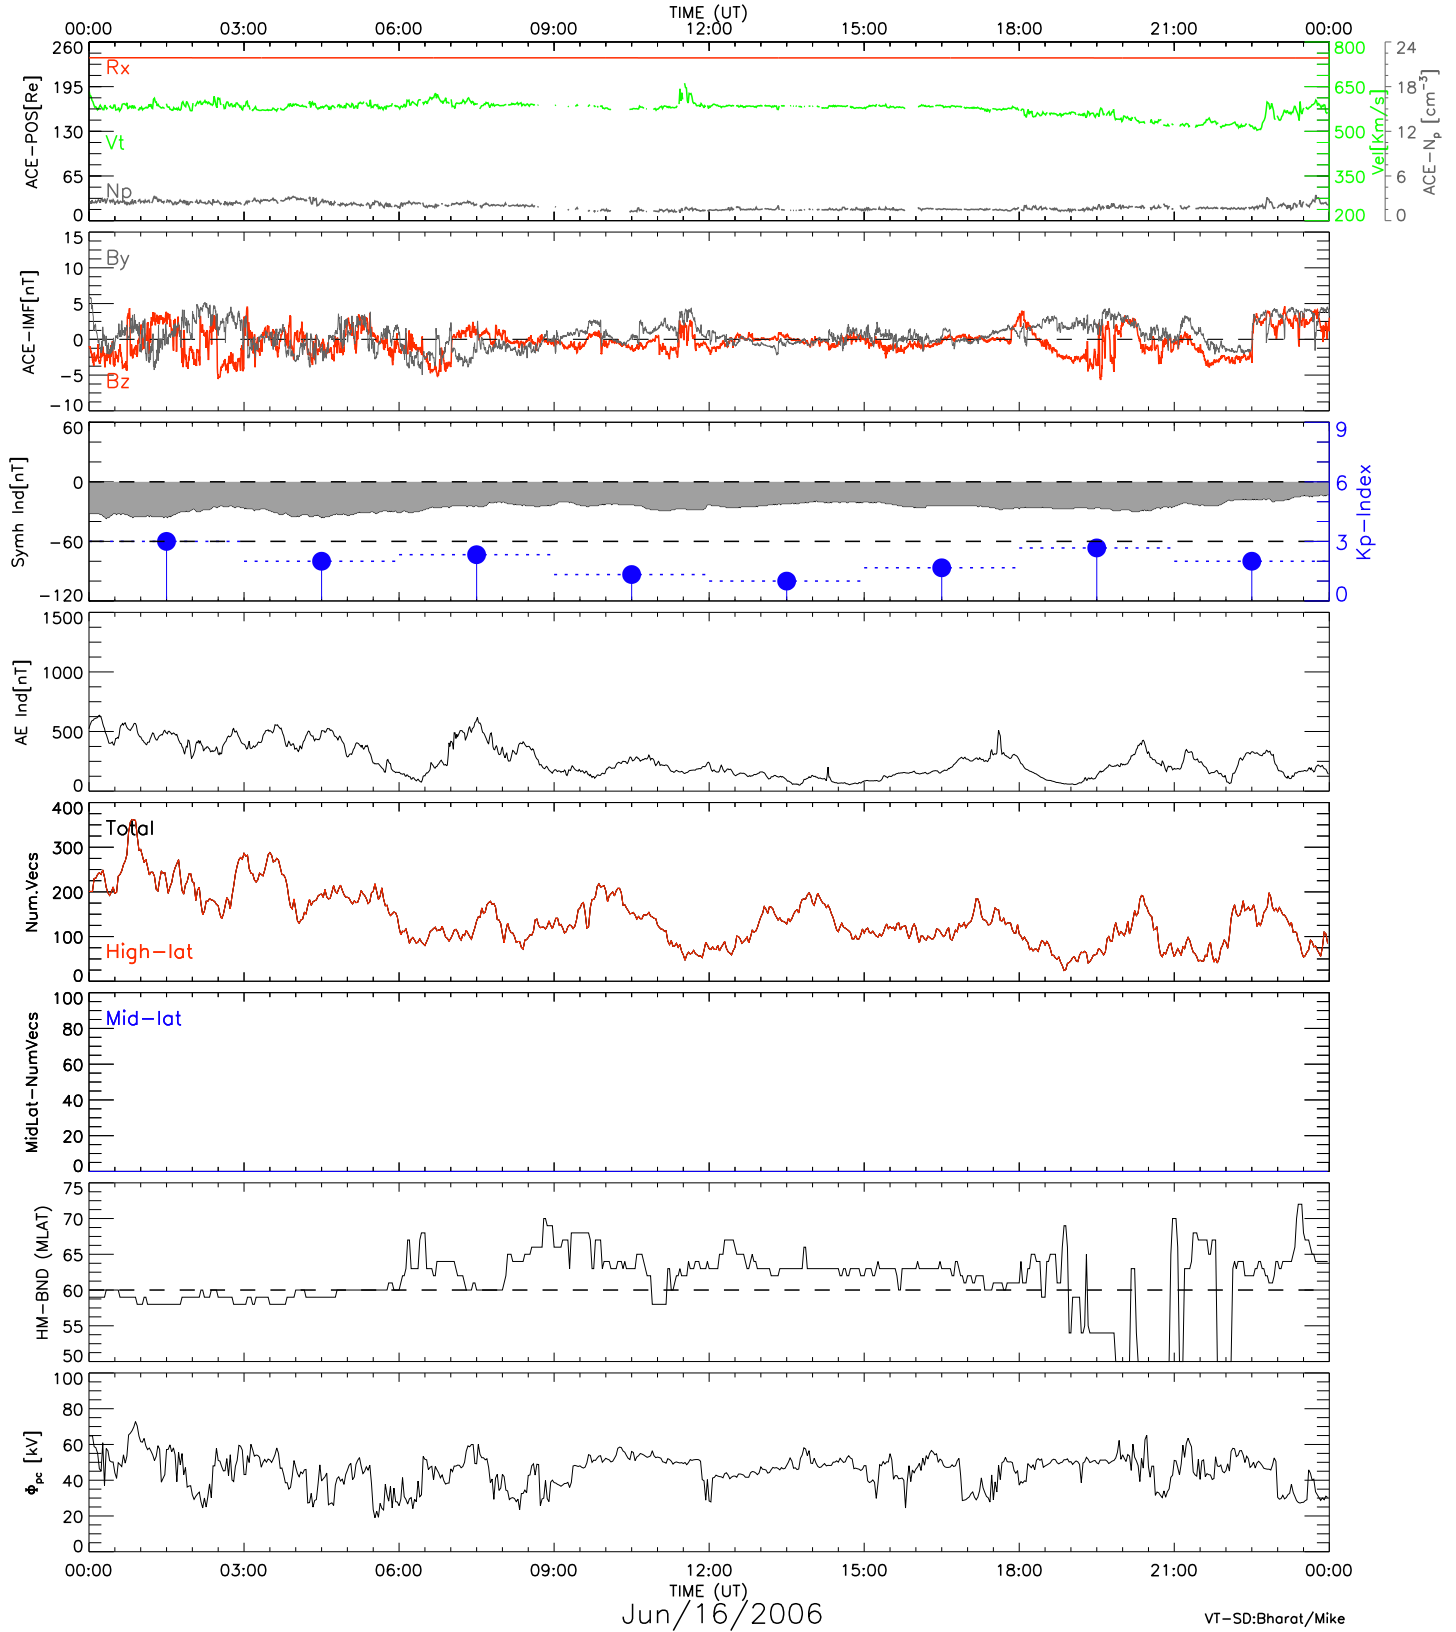 TIME (UT)
00:00 03:00 06:00 09:00 12:00 15:00 18:00 21:00 00:00
ACE-POS[Re]
260
195
130
65
0
Rx
Vt
Np
800
650
500
350
200
Vel[Km/s]
24
18
12
6
0
ACE-Np [cm-3]
ACE-IMF[nT]
15
10
5
0
-5
-10
By
Bz
Symh Ind[nT]
60
0
-60
-120
9
6
3
0
Kp-Index
AE Ind[nT]
1500
1000
500
0
Num.Vecs
400
300
200
100
0
Total
High-lat
MidLat-NumVecs
100
80
60
40
20
0
Mid-lat
HM-BND (MLAT)
75
70
65
60
55
50
Φpc [kV]
100
80
60
40
20
0
00:00 03:00 06:00 09:00 12:00 15:00 18:00 21:00 00:00
TIME (UT)
Jun/16/2006
VT-SD:Bharat/Mike